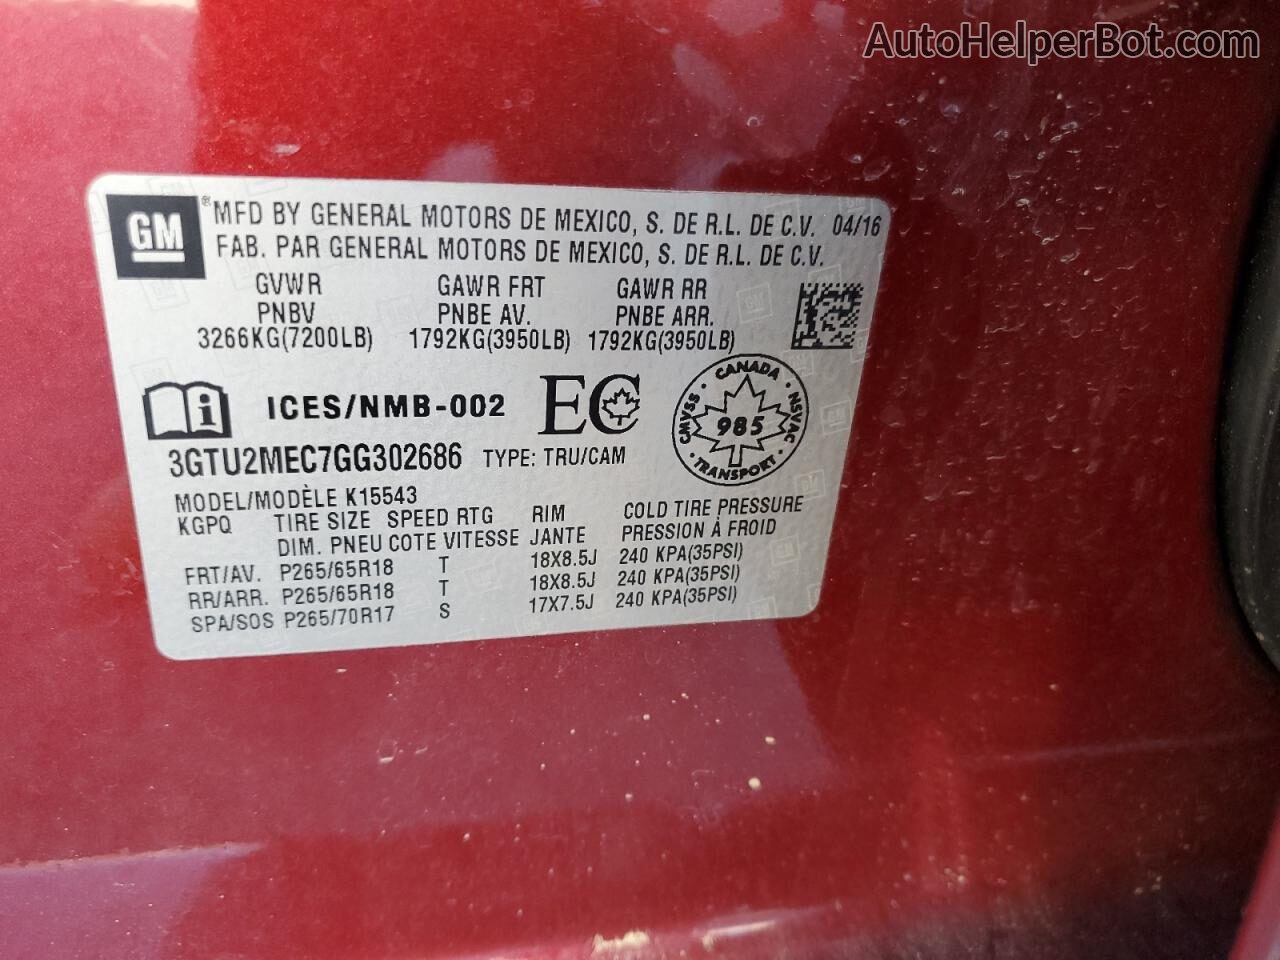 AutoHelperBot.com
GM ® MFD BY GENERAL MOTORS DE MEXICO, S. DE R.L. DE C.V. 04/16
FAB. PAR GENERAL MOTORS DE MEXICO, S. DE R.L. DE C.V.
GVWR GAWR FRT GAWR RR
PNBV PNBE AV. PNBE ARR.
3266KG(7200LB) 1792KG(3950LB) 1792KG(3950LB)
i ICES/NMB-002 EC
CANADA
CMVSS 985 NSVAC
TRANSPORT
3GTU2MEC7GG302686 TYPE: TRU/CAM
MODEL/MODÈLE K15543
KGPQ TIRE SIZE SPEED RTG RIM COLD TIRE PRESSURE
DIM. PNEU COTE VITESSE JANTE PRESSION À FROID
FRT/AV. P265/65R18 T 18X8.5J 240 KPA(35PSI)
RR/ARR. P265/65R18 T 18X8.5J 240 KPA(35PSI)
SPA/SOS P265/70R17 S 17X7.5J 240 KPA(35PSI)